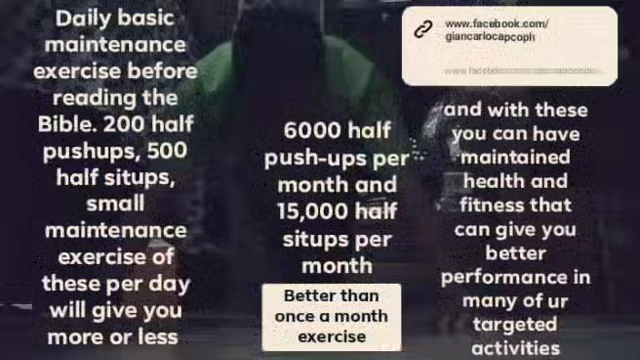 Daily basic
maintenance
exercise before
reading the
Bible. 200 half
pushups, 500
half situps,
small
maintenance
exercise of
these per day
will give you
more or less
6000 half
push-ups per
month and
15,000 half
situps per
month
Better than
once a month
exercise
www.facebook.com/
giancarlocapcoph
and with these
you can have
maintained
health and
fitness that
can give you
better
performance in
many of ur
targeted
activities